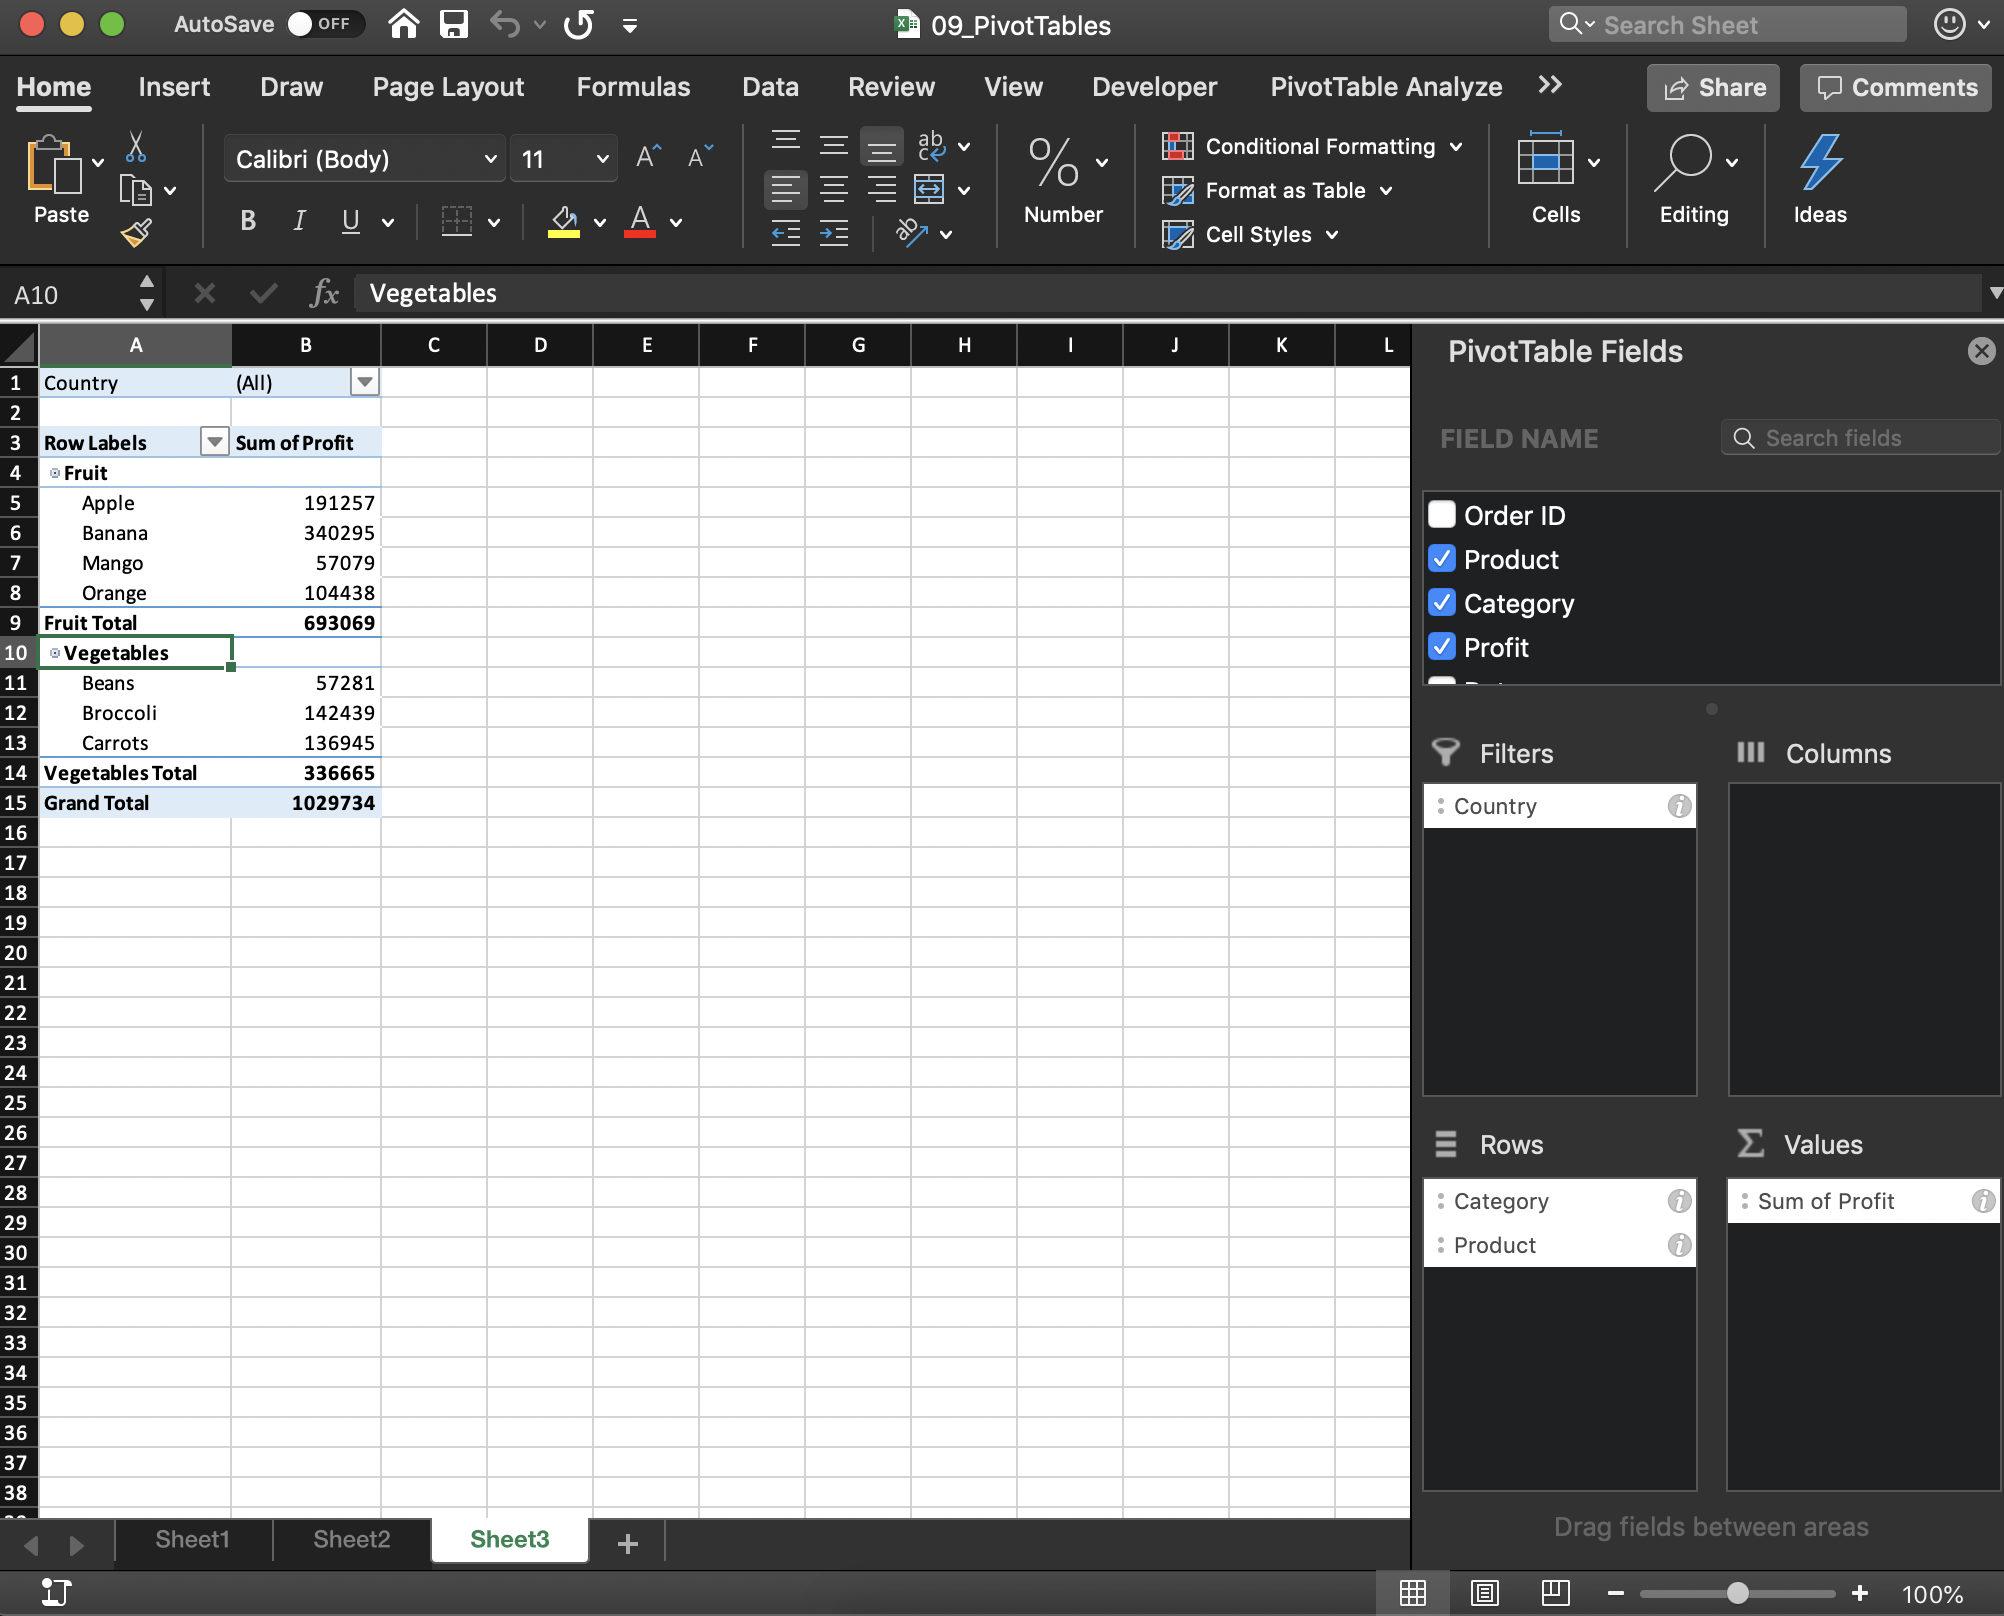 AutoSave OFF 09_PivotTables Search Sheet
Home Insert Draw Page Layout Formulas Data Review View Developer PivotTable Analyze >> Share Comments
Paste Calibri (Body) 11 A A ab c % Number Conditional Formatting Cells Editing Ideas
Format as Table
B I U A ab Cell Styles
A10 fx Vegetables
A B C D E F G H I J K L
1 Country (All)
2
3 Row Labels Sum of Profit
4 Fruit
5 Apple 191257
6 Banana 340295
7 Mango 57079
8 Orange 104438
9 Fruit Total 693069
10 Vegetables
11 Beans 57281
12 Broccoli 142439
13 Carrots 136945
14 Vegetables Total 336665
15 Grand Total 1029734
16
17
18
19
20
21
22
23
24
25
26
27
28
29
30
31
32
33
34
35
36
37
38
PivotTable Fields
FIELD NAME Search fields
Order ID
Product
Category
Profit
Filters Columns
Country
Rows Values
Category Sum of Profit
Product
Drag fields between areas
Sheet1 Sheet2 Sheet3 +
100%